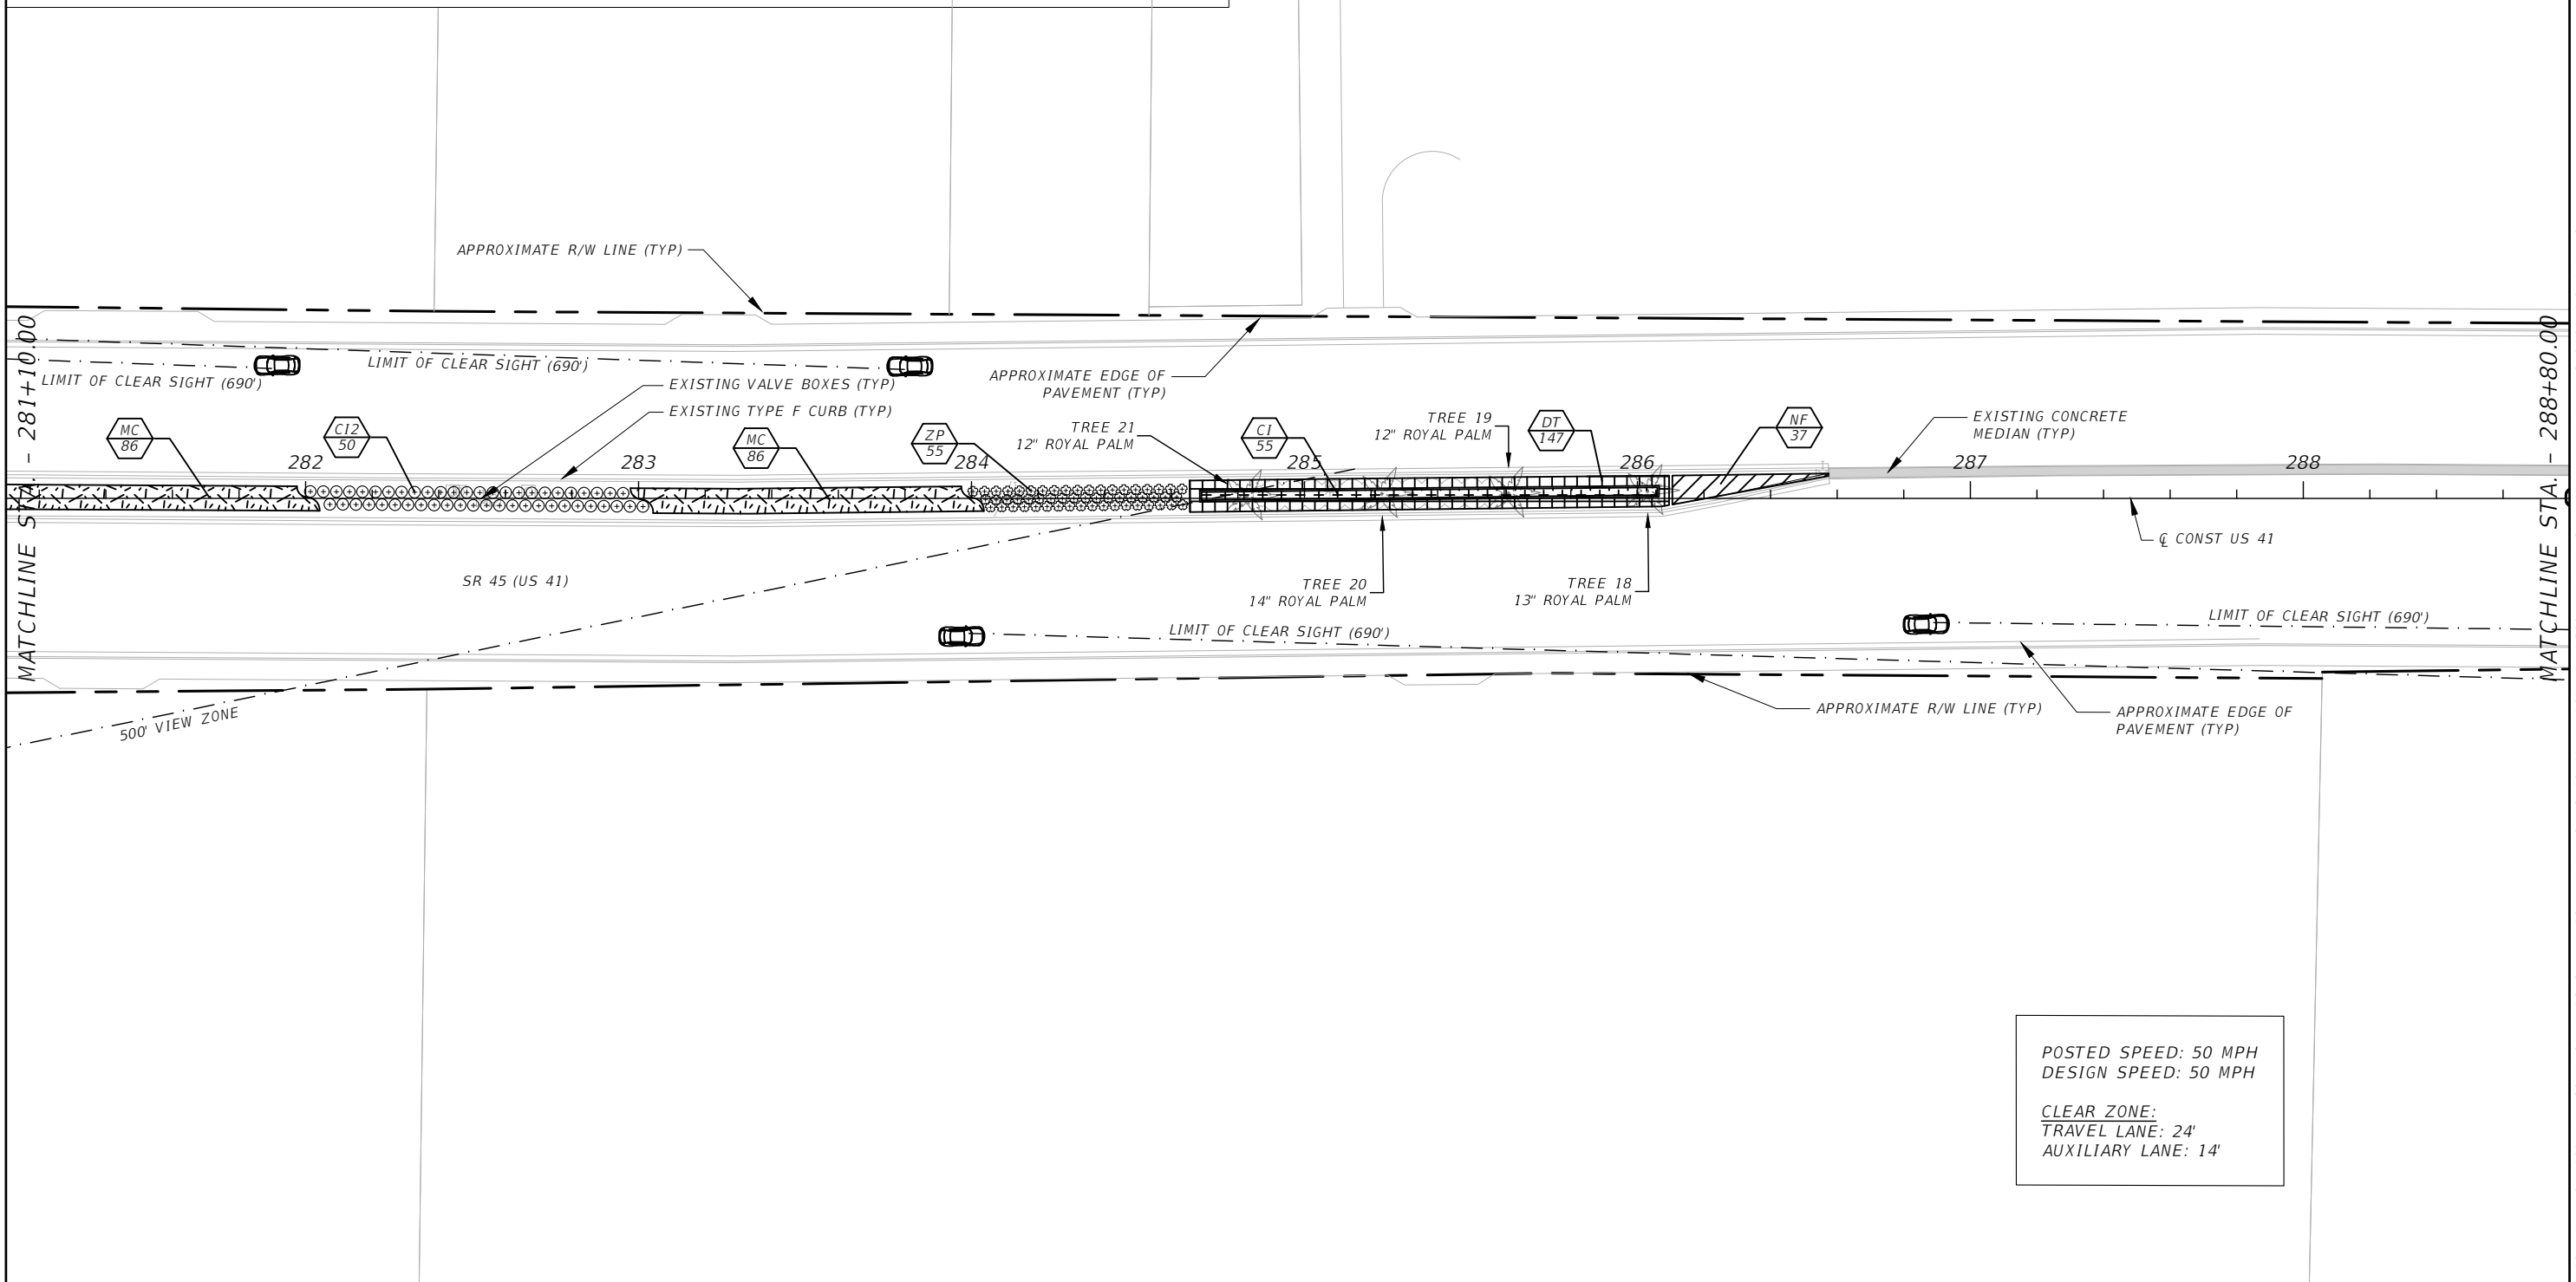 APPROXIMATE R/W LINE (TYP)
MATCHLINE STA. - 281+10.00
LIMIT OF CLEAR SIGHT (690')
LIMIT OF CLEAR SIGHT (690')
EXISTING VALVE BOXES (TYP)
EXISTING TYPE F CURB (TYP)
APPROXIMATE EDGE OF
PAVEMENT (TYP)
MC
86
CI2
50
MC
86
ZP
55
TREE 21
12" ROYAL PALM
CI
55
TREE 19
12" ROYAL PALM
DT
147
NF
37
EXISTING CONCRETE
MEDIAN (TYP)
282
283
284
285
286
287
288
℄ CONST US 41
SR 45 (US 41)
TREE 20
14" ROYAL PALM
TREE 18
13" ROYAL PALM
LIMIT OF CLEAR SIGHT (690')
LIMIT OF CLEAR SIGHT (690')
MATCHLINE STA. - 288+80.00
500' VIEW ZONE
APPROXIMATE R/W LINE (TYP)
APPROXIMATE EDGE OF
PAVEMENT (TYP)
POSTED SPEED: 50 MPH
DESIGN SPEED: 50 MPH
CLEAR ZONE:
TRAVEL LANE: 24'
AUXILIARY LANE: 14'